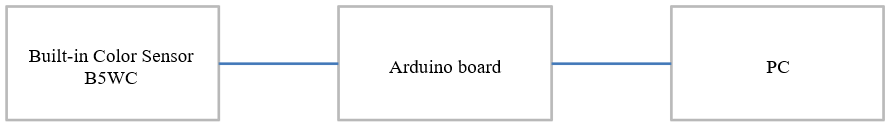 Built-in Color Sensor
B5WC
Arduino board
PC